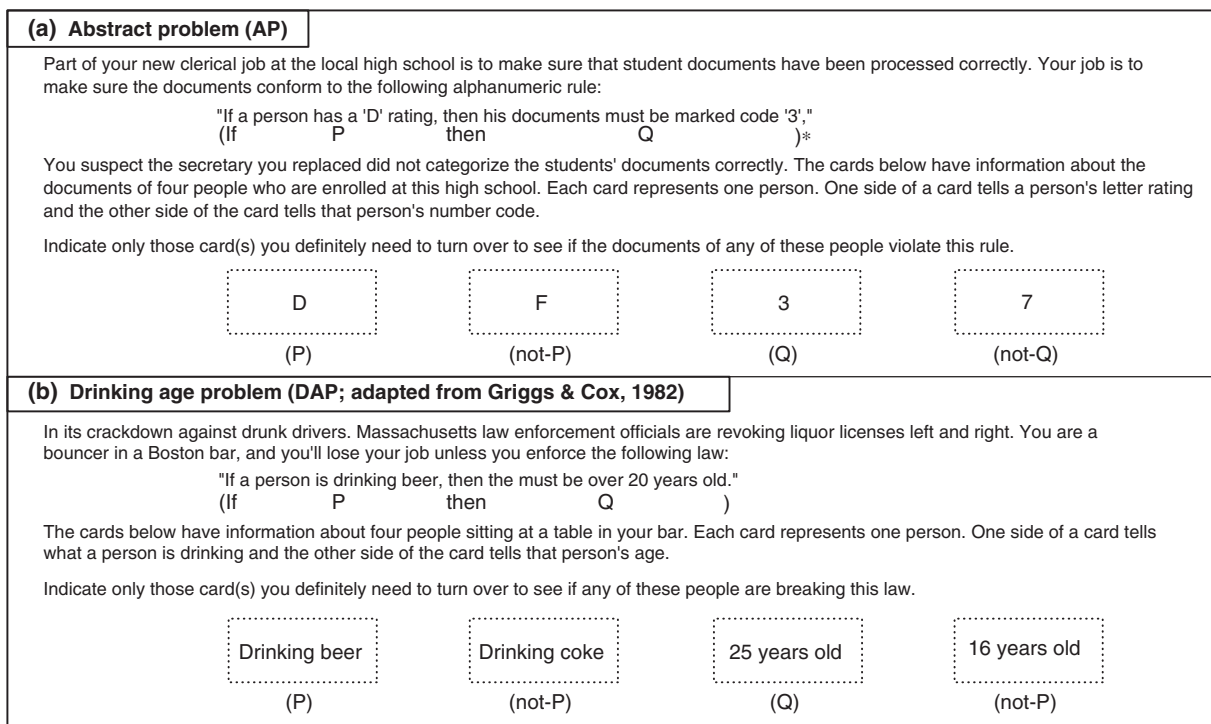 (a) Abstract problem (AP)
Part of your new clerical job at the local high school is to make sure that student documents have been processed correctly. Your job is to
make sure the documents conform to the following alphanumeric rule:
"If a person has a 'D' rating, then his documents must be marked code '3',"
(If P then Q )*
You suspect the secretary you replaced did not categorize the students' documents correctly. The cards below have information about the
documents of four people who are enrolled at this high school. Each card represents one person. One side of a card tells a person's letter rating
and the other side of the card tells that person's number code.
Indicate only those card(s) you definitely need to turn over to see if the documents of any of these people violate this rule.
D F 3 7
(P) (not-P) (Q) (not-Q)
(b) Drinking age problem (DAP; adapted from Griggs & Cox, 1982)
In its crackdown against drunk drivers. Massachusetts law enforcement officials are revoking liquor licenses left and right. You are a
bouncer in a Boston bar, and you'll lose your job unless you enforce the following law:
"If a person is drinking beer, then the must be over 20 years old."
(If P then Q )
The cards below have information about four people sitting at a table in your bar. Each card represents one person. One side of a card tells
what a person is drinking and the other side of the card tells that person's age.
Indicate only those card(s) you definitely need to turn over to see if any of these people are breaking this law.
Drinking beer Drinking coke 25 years old 16 years old
(P) (not-P) (Q) (not-P)